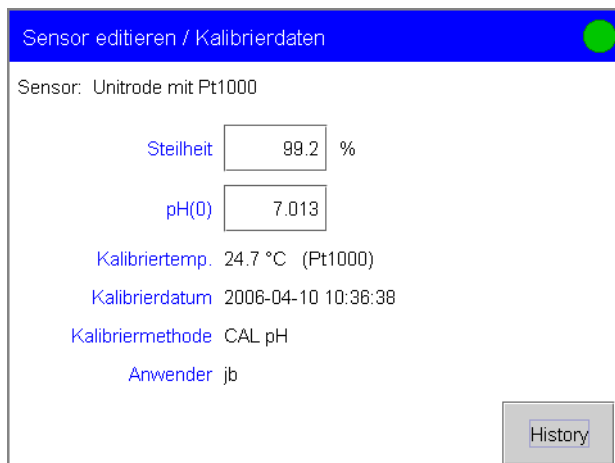 Sensor editieren / Kalibrierdaten
Sensor: Unitrode mit Pt1000
Steilheit 99.2 %
pH(0) 7.013
Kalibriertemp. 24.7 °C (Pt1000)
Kalibrierdatum 2006-04-10 10:36:38
Kalibriermethode CAL pH
Anwender jb
History